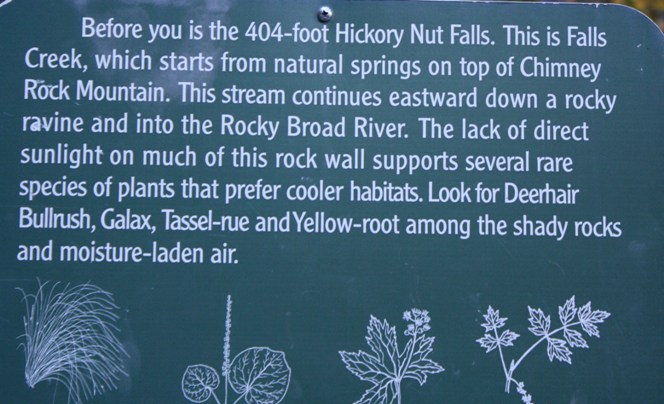 Before you is the 404-foot Hickory Nut Falls. This is Falls
Creek, which starts from natural springs on top of Chimney
Rock Mountain. This stream continues eastward down a rocky
ravine and into the Rocky Broad River. The lack of direct
sunlight on much of this rock wall supports several rare
species of plants that prefer cooler habitats. Look for Deerhair
Bullrush, Galax, Tassel-rue and Yellow-root among the shady rocks
and moisture-laden air.